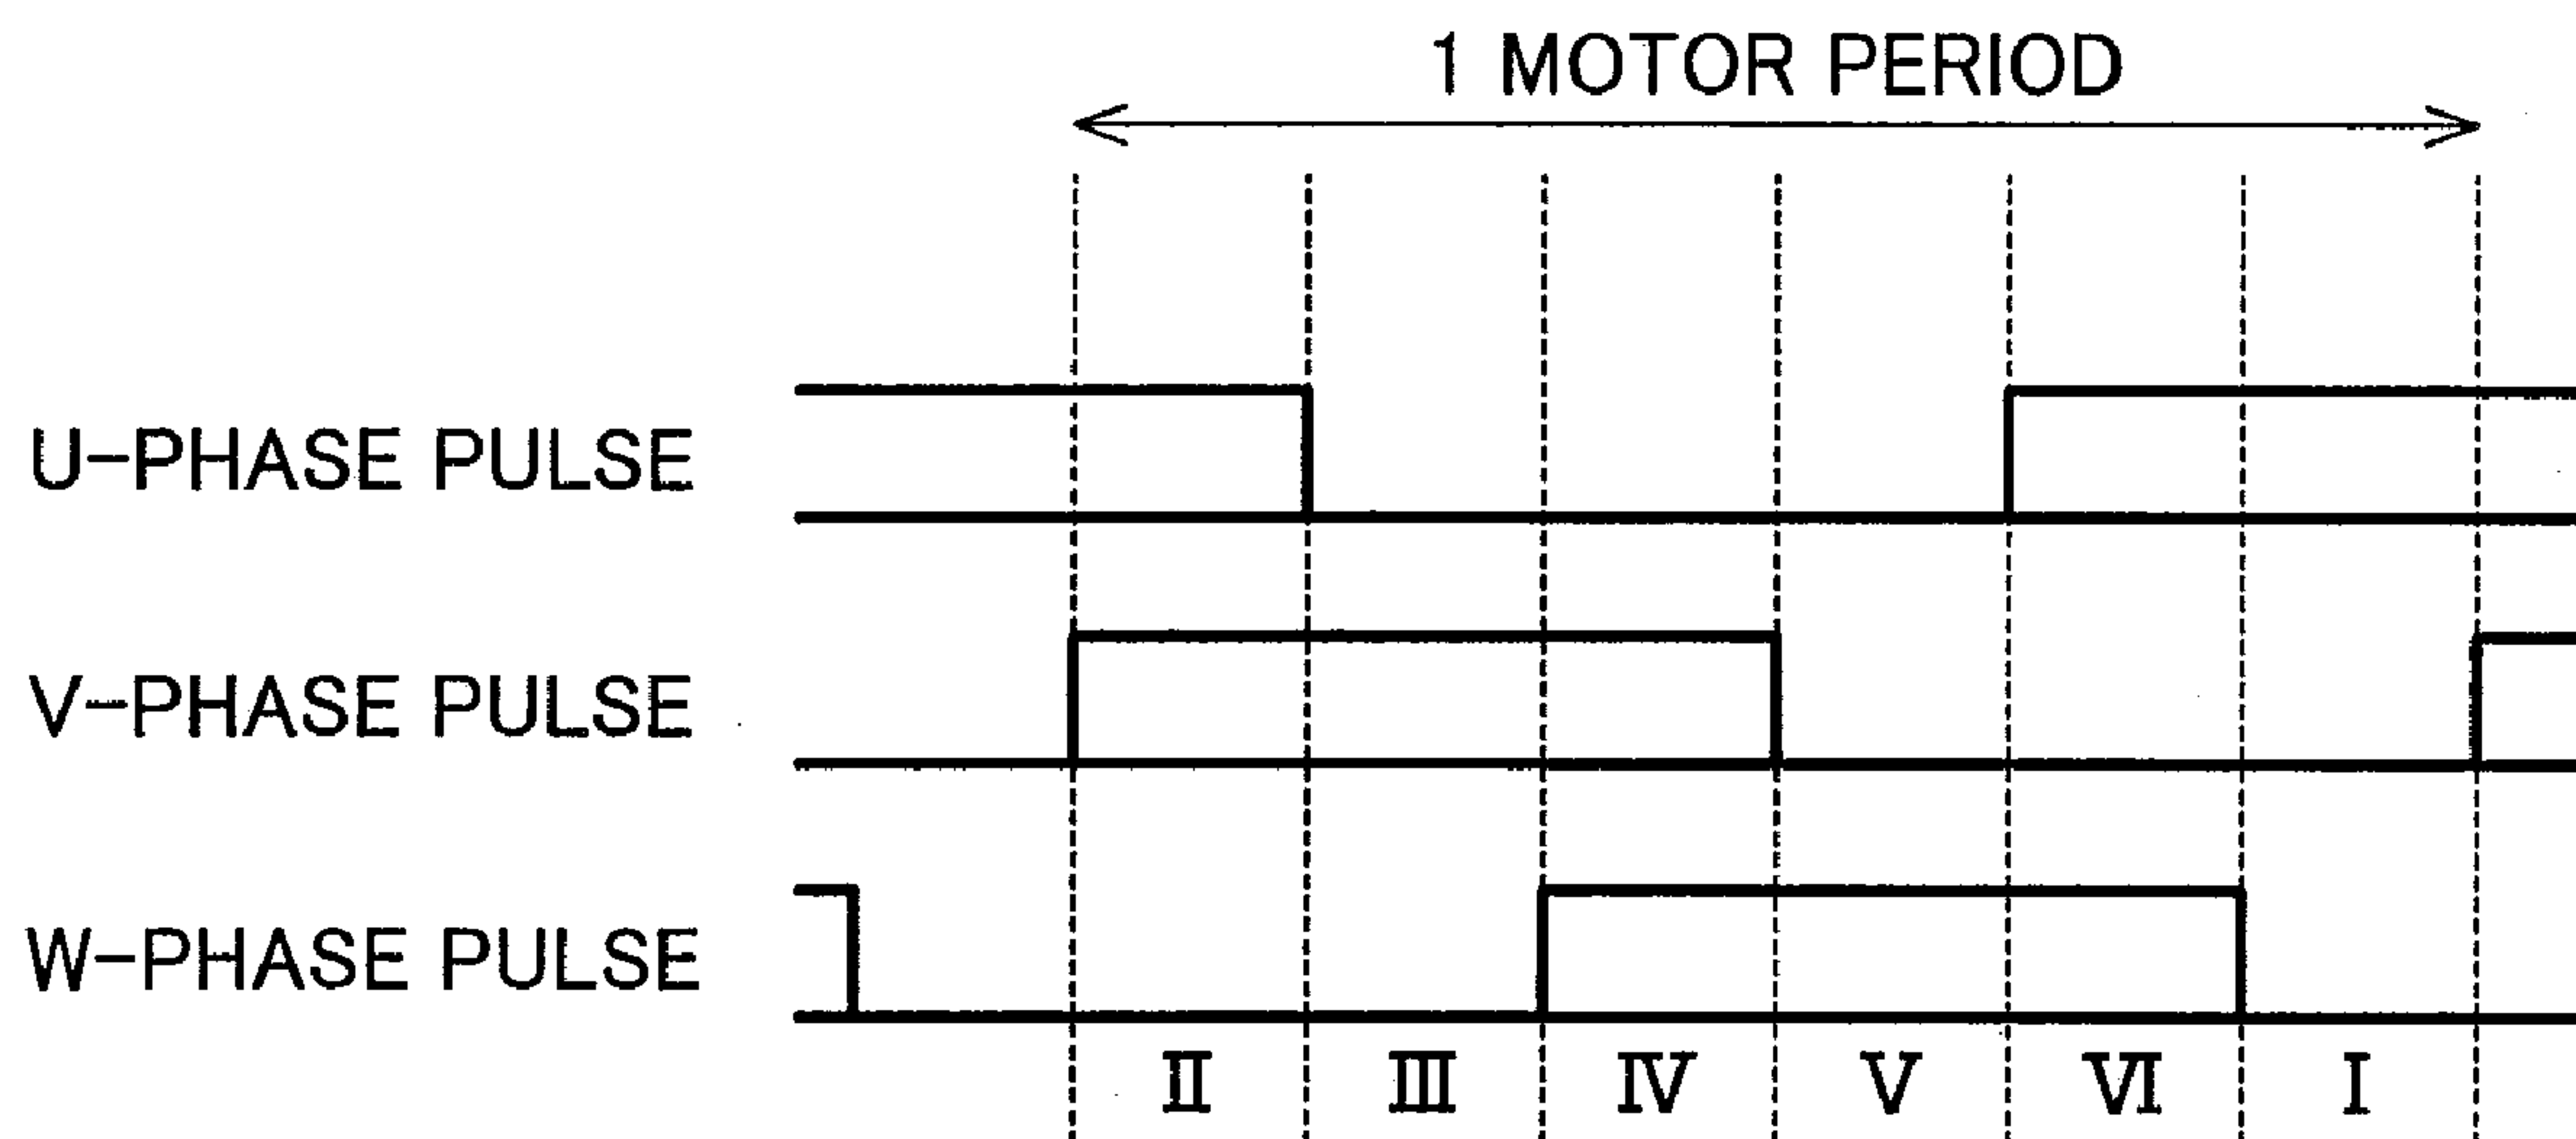 1 MOTOR PERIOD
U-PHASE PULSE
V-PHASE PULSE
W-PHASE PULSE
II III IV V VI I